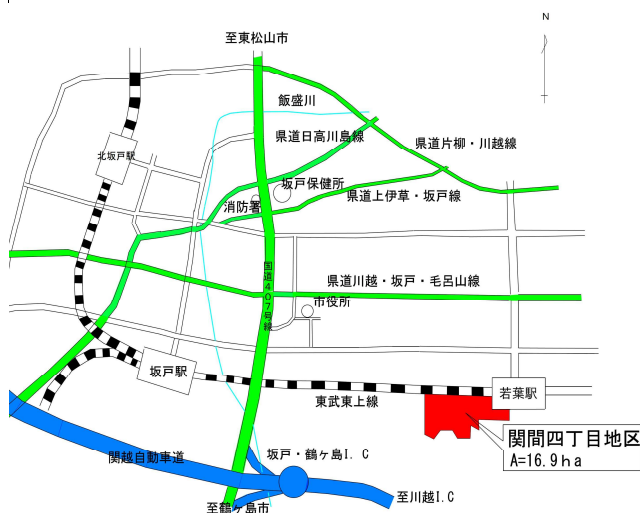 N
至東松山市
飯盛川
県道日高川島線
県道片柳・川越線
北坂戸駅
坂戸保健所
県道上伊草・坂戸線
消防署
国道407号線
県道川越・坂戸・毛呂山線
市役所
坂戸駅
若葉駅
東武東上線
関間四丁目地区
A=16.9ha
関越自動車道
坂戸・鶴ヶ島I.C
至川越I.C
至鶴ヶ島市